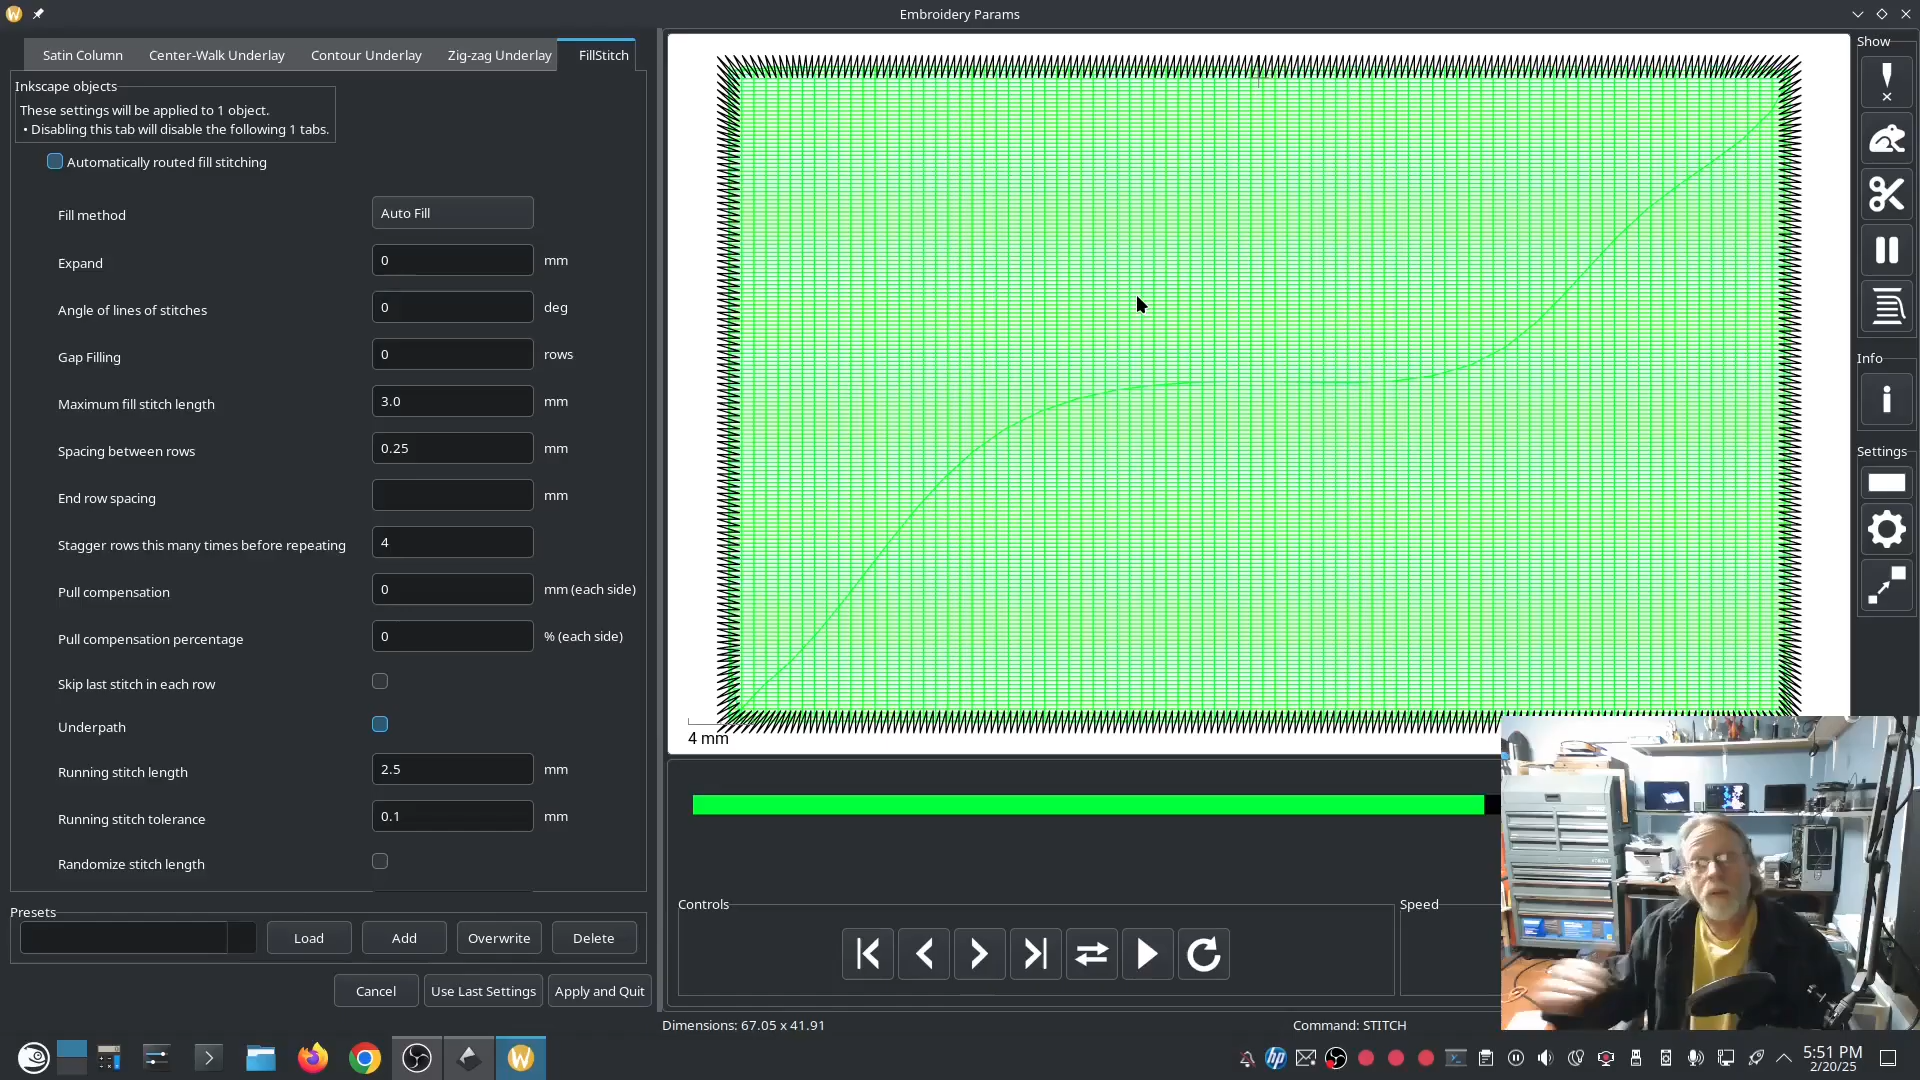 Embroidery Params
Satin Column
Center-Walk Underlay
Contour Underlay
Zig-zag Underlay
FillStitch
Inkscape objects
These settings will be applied to 1 object.
• Disabling this tab will disable the following 1 tabs.
Automatically routed fill stitching
Fill method
Auto Fill
Expand
0
mm
Angle of lines of stitches
0
deg
Gap Filling
0
rows
Maximum fill stitch length
3.0
mm
Spacing between rows
0.25
mm
End row spacing
mm
Stagger rows this many times before repeating
4
Pull compensation
0
mm (each side)
Pull compensation percentage
0
% (each side)
Skip last stitch in each row
Underpath
Running stitch length
2.5
mm
Running stitch tolerance
0.1
mm
Randomize stitch length
Presets
Load
Add
Overwrite
Delete
Cancel
Use Last Settings
Apply and Quit
4 mm
Controls
Speed
Dimensions: 67.05 x 41.91
Command: STITCH
Show
Info
Settings
5:51 PM
2/20/25